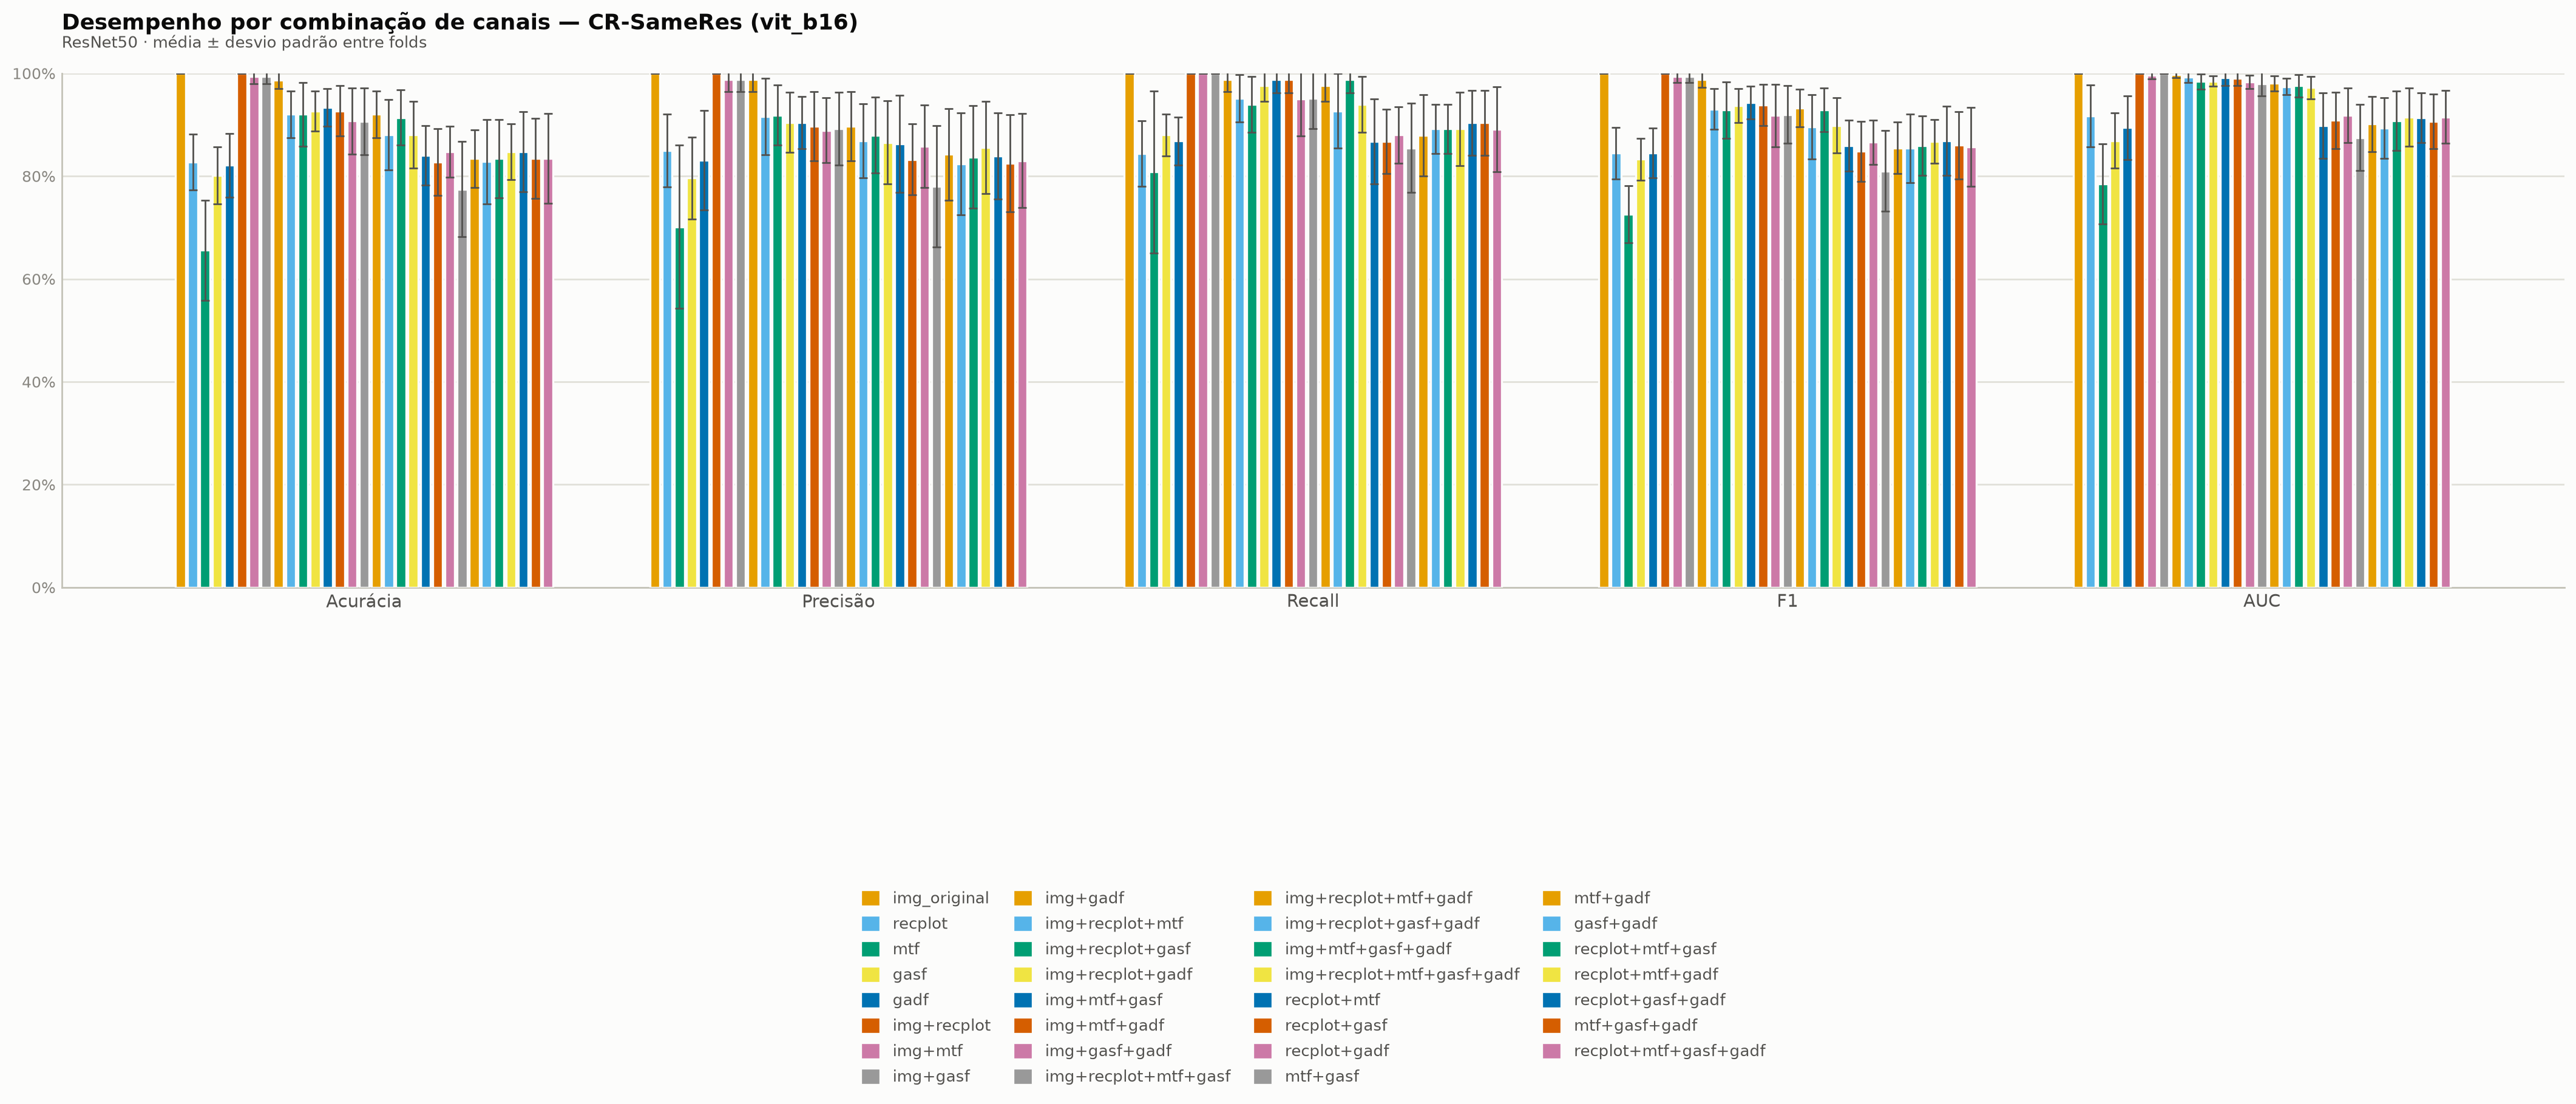 Desempenho por combinação de canais — CR-SameRes (vit_b16)
ResNet50 · média ± desvio padrão entre folds
100%
80%
60%
40%
20%
0%
Acurácia
Precisão
Recall
F1
AUC
img_original
recplot
mtf
gasf
gadf
img+recplot
img+mtf
img+gasf
img+gadf
img+recplot+mtf
img+recplot+gasf
img+recplot+gadf
img+mtf+gasf
img+mtf+gadf
img+gasf+gadf
img+recplot+mtf+gasf
img+recplot+mtf+gadf
img+recplot+gasf+gadf
img+mtf+gasf+gadf
img+recplot+mtf+gasf+gadf
recplot+mtf
recplot+gasf
recplot+gadf
mtf+gasf
mtf+gadf
gasf+gadf
recplot+mtf+gasf
recplot+mtf+gadf
recplot+gasf+gadf
mtf+gasf+gadf
recplot+mtf+gasf+gadf